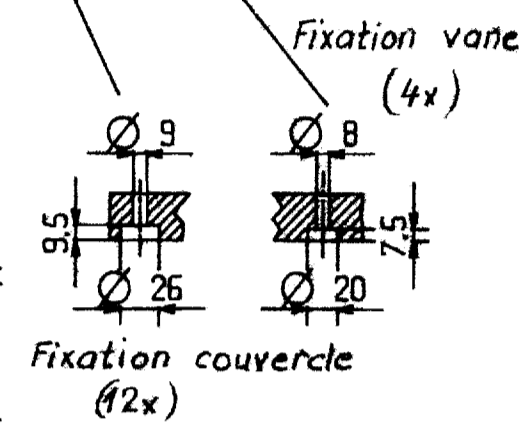 Fixation vane
(4x)
Ø 9
Ø 8
9.5
7.5
Ø 26
Ø 20
Fixation couvercle
(12x)